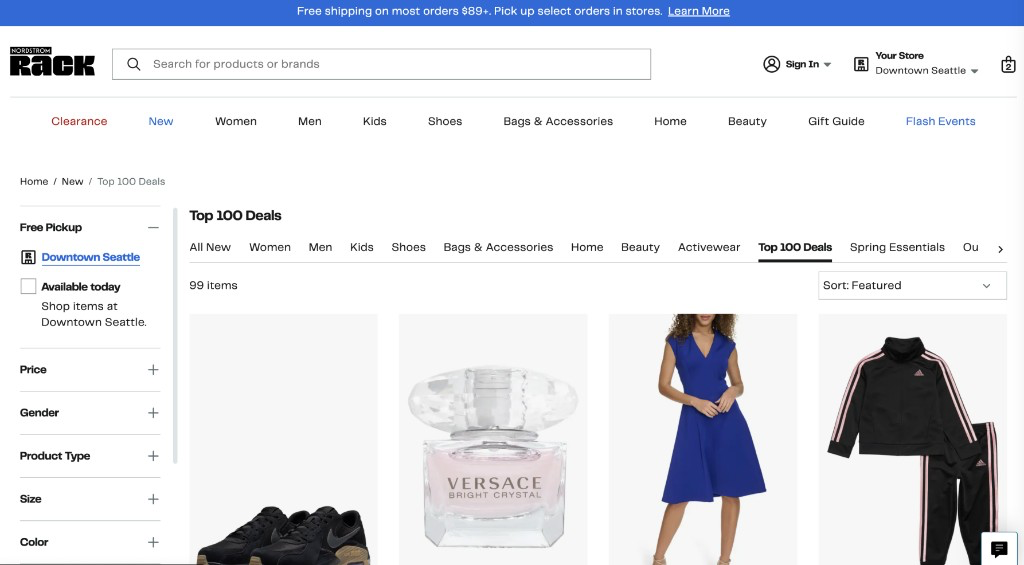 Free shipping on most orders $89+. Pick up select orders in stores. Learn More
NORDSTROM
RACK
Search for products or brands
Sign In
Your Store
Downtown Seattle
2
Clearance
New
Women
Men
Kids
Shoes
Bags & Accessories
Home
Beauty
Gift Guide
Flash Events
Home / New / Top 100 Deals
Free Pickup
Downtown Seattle
Available today
Shop items at
Downtown Seattle.
Price
Gender
Product Type
Size
Color
Top 100 Deals
All New
Women
Men
Kids
Shoes
Bags & Accessories
Home
Beauty
Activewear
Top 100 Deals
Spring Essentials
Ou
99 items
Sort: Featured
VERSACE
BRIGHT CRYSTAL